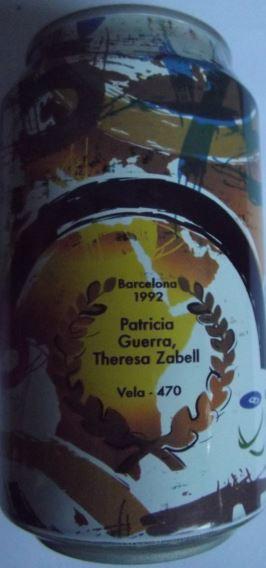 Barcelona
1992
Patricia
Guerra,
Theresa Zabell
Vela - 470